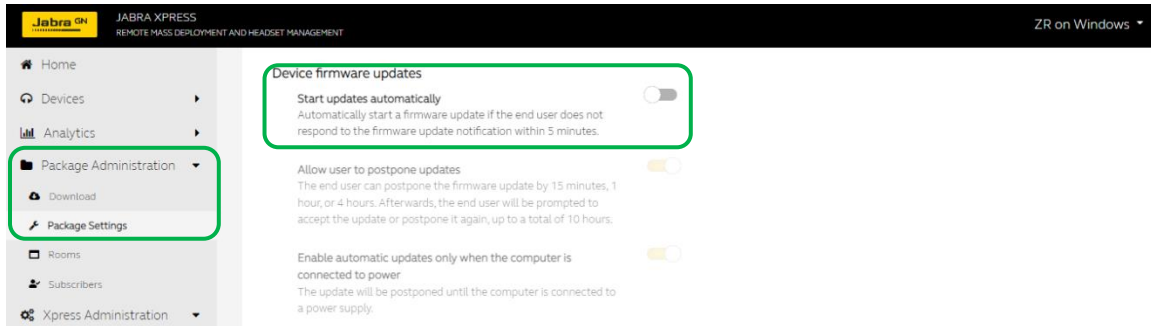 Jabra GN
JABRA XPRESS
REMOTE MASS DEPLOYMENT AND HEADSET MANAGEMENT
ZR on Windows
Home
Devices
Analytics
Package Administration
Download
Package Settings
Rooms
Subscribers
Xpress Administration
Device firmware updates
Start updates automatically
Automatically start a firmware update if the end user does not
respond to the firmware update notification within 5 minutes.
Allow user to postpone updates
The end user can postpone the firmware update by 15 minutes, 1
hour, or 4 hours. Afterwards, the end user will be prompted to
accept the update or postpone it again, up to a total of 10 hours.
Enable automatic updates only when the computer is
connected to power
The update will be postponed until the computer is connected to
a power supply.